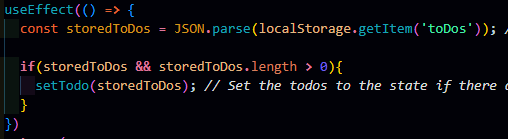 useEffect(() => {
const storedToDos = JSON.parse(localStorage.getItem('toDos')); /
if(storedToDos && storedToDos.length > 0){
setTodo(storedToDos); // Set the todos to the state if there
}
})